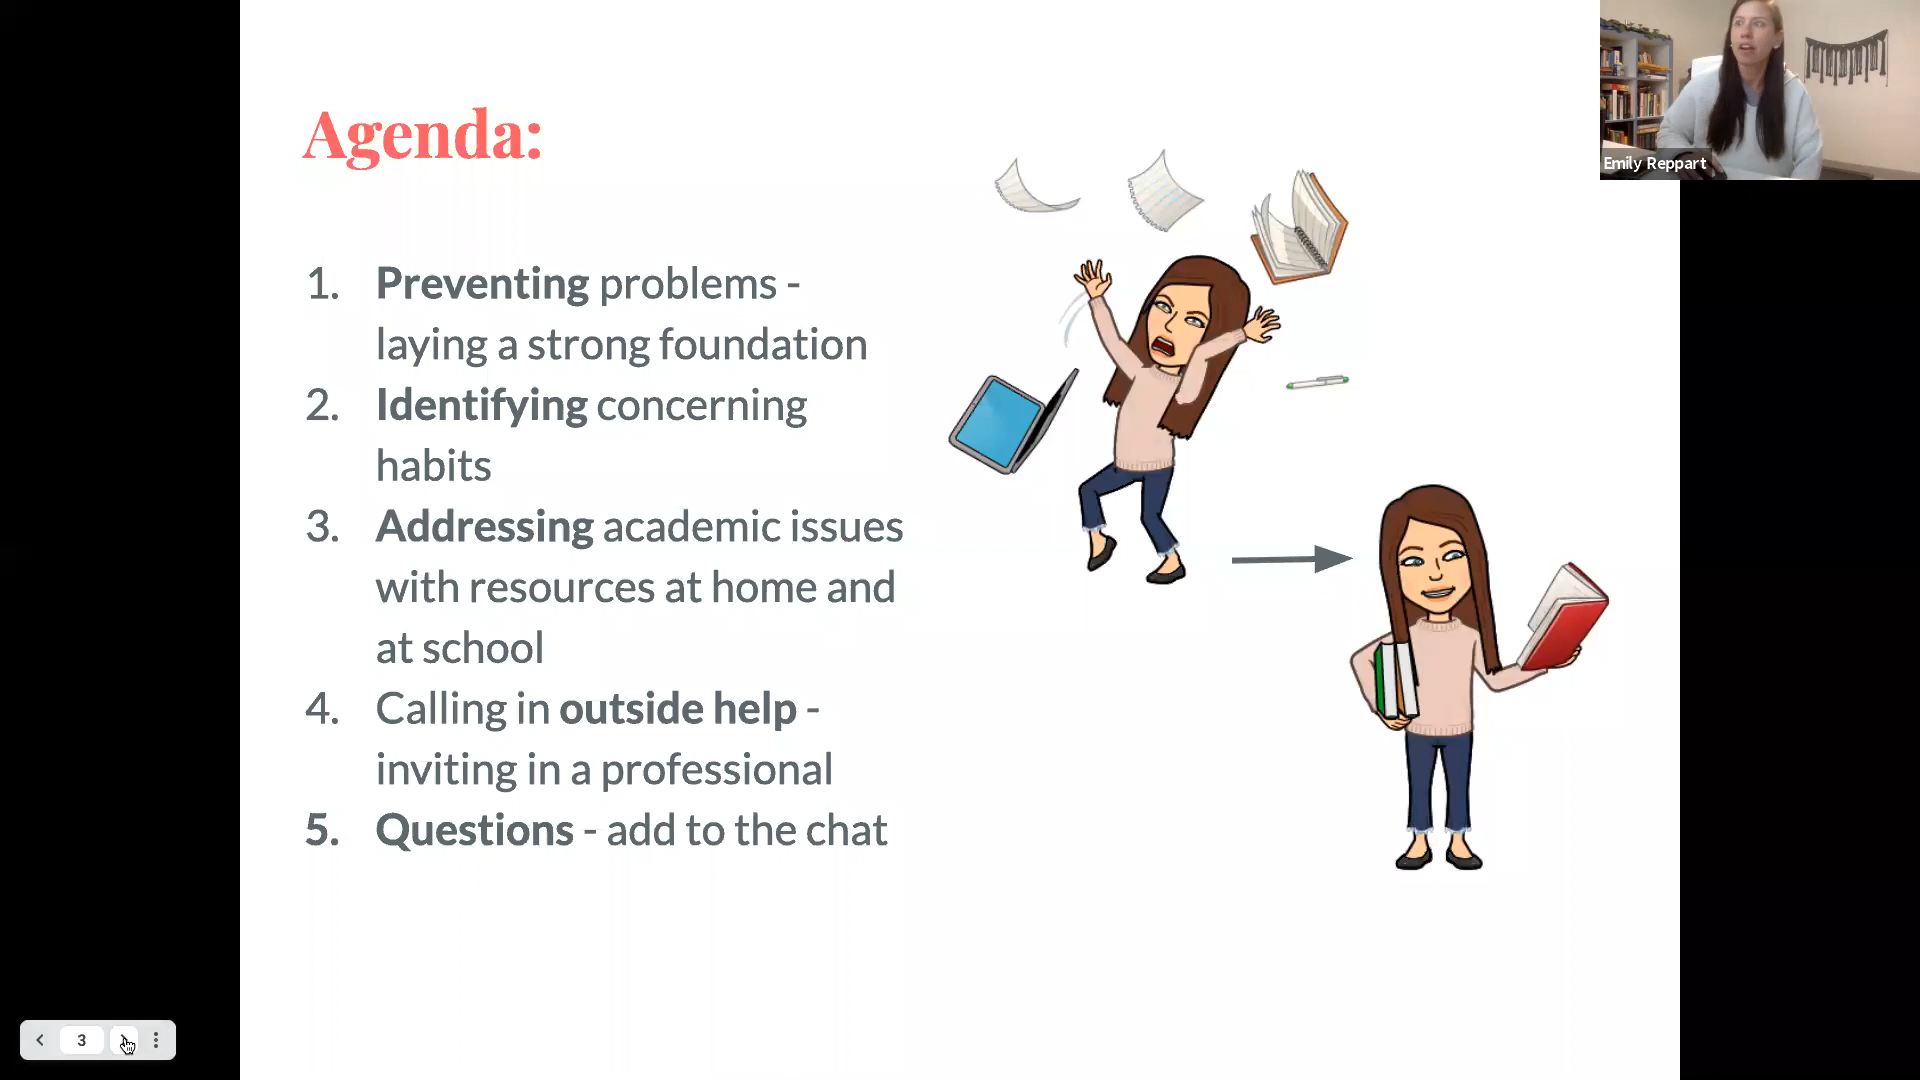 Agenda:
1. Preventing problems -
laying a strong foundation
2. Identifying concerning
habits
3. Addressing academic issues
with resources at home and
at school
4. Calling in outside help -
inviting in a professional
5. Questions - add to the chat
Emily Reppart
3